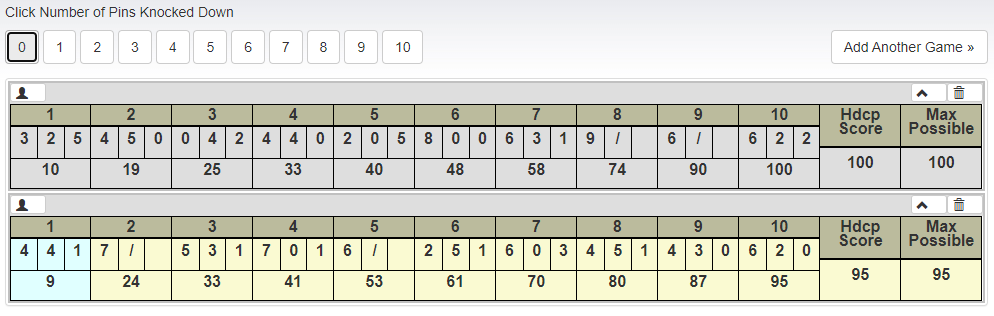 Click Number of Pins Knocked Down
0 1 2 3 4 5 6 7 8 9 10 Add Another Game »
1 2 3 4 5 6 7 8 9 10 Hdcp Score Max Possible
3 2 5 4 5 0 0 4 2 4 4 0 2 0 5 8 0 0 6 3 1 9 / 6 / 6 2 2
10 19 25 33 40 48 58 74 90 100 100 100
1 2 3 4 5 6 7 8 9 10 Hdcp Score Max Possible
4 4 1 7 / 5 3 1 7 0 1 6 / 2 5 1 6 0 3 4 5 1 4 3 0 6 2 0
9 24 33 41 53 61 70 80 87 95 95 95